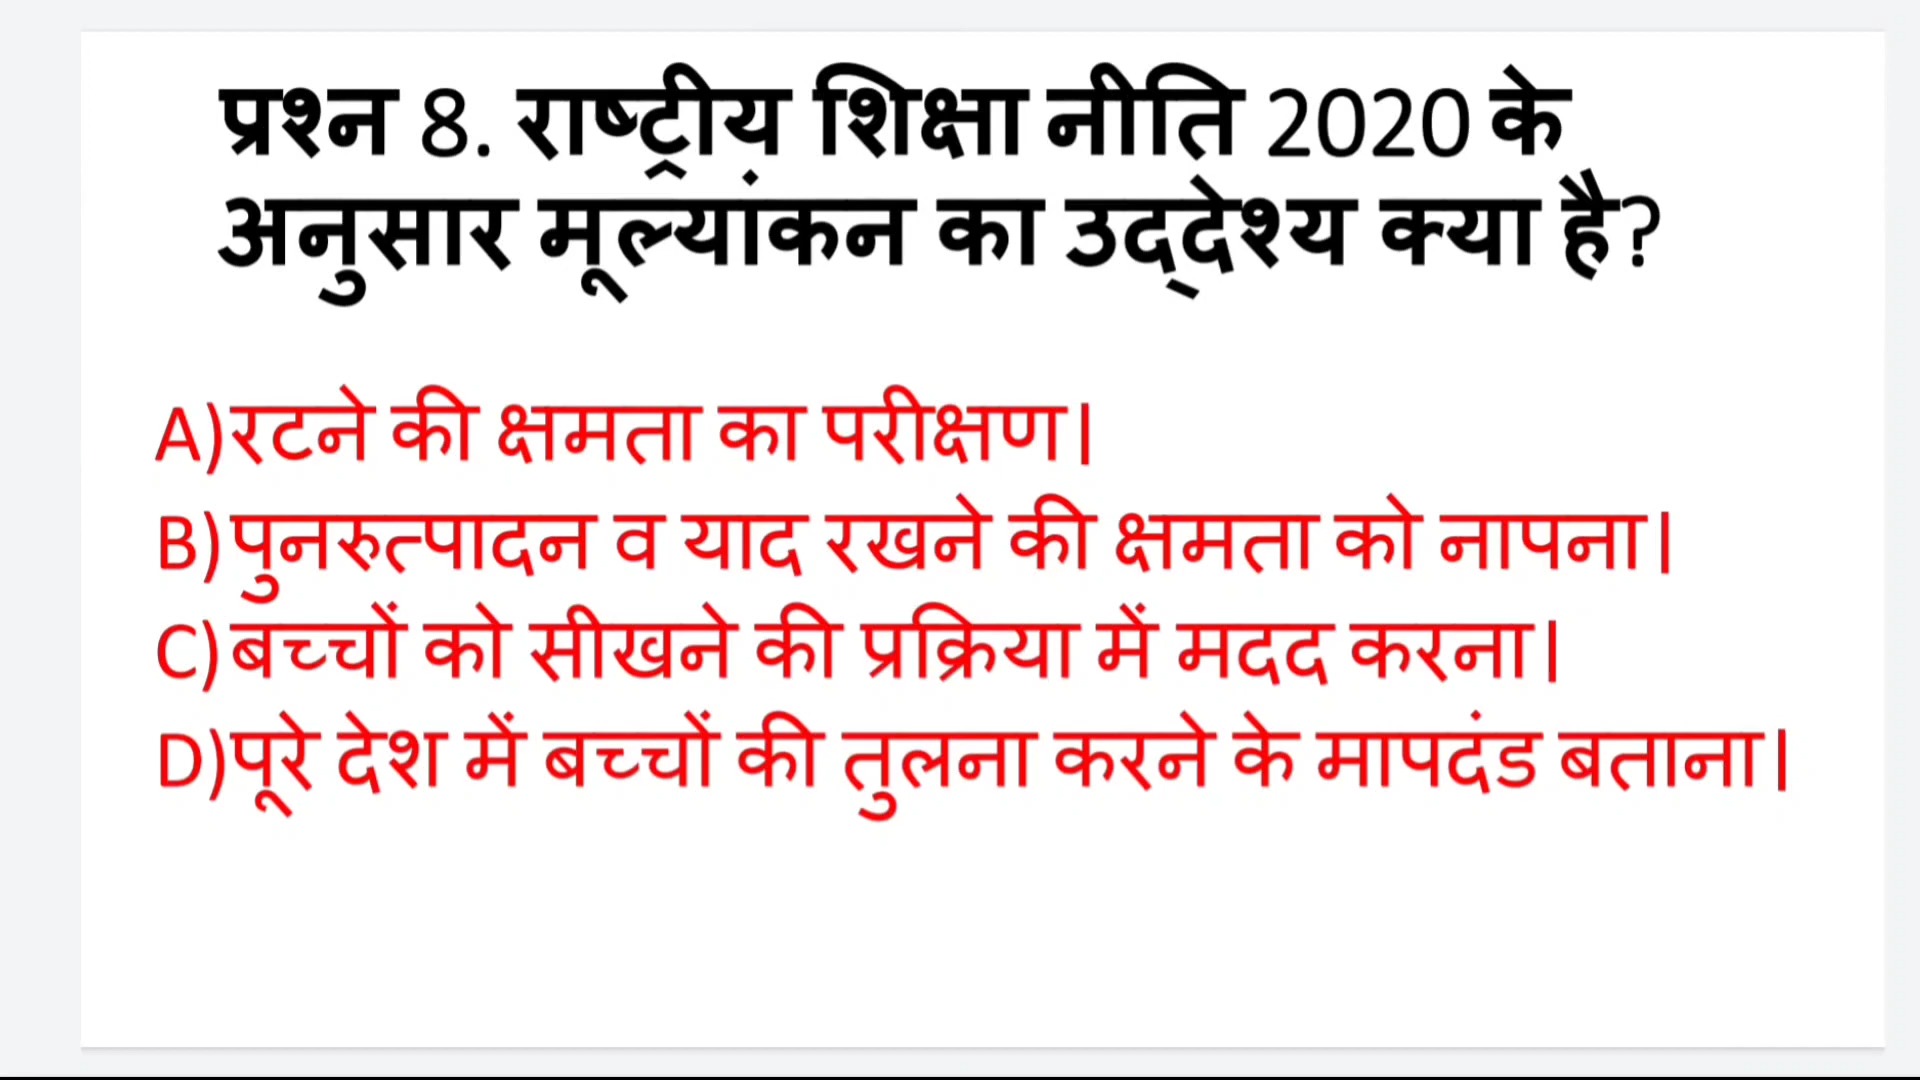 प्रश्न 8. राष्ट्रीय शिक्षा नीति 2020 के
अनुसार मूल्यांकन का उद्देश्य क्या है?
A)रटने की क्षमता का परीक्षण।
B)पुनरुत्पादन व याद रखने की क्षमता को नापना।
C)बच्चों को सीखने की प्रक्रिया में मदद करना।
D)पूरे देश में बच्चों की तुलना करने के मापदंड बताना।